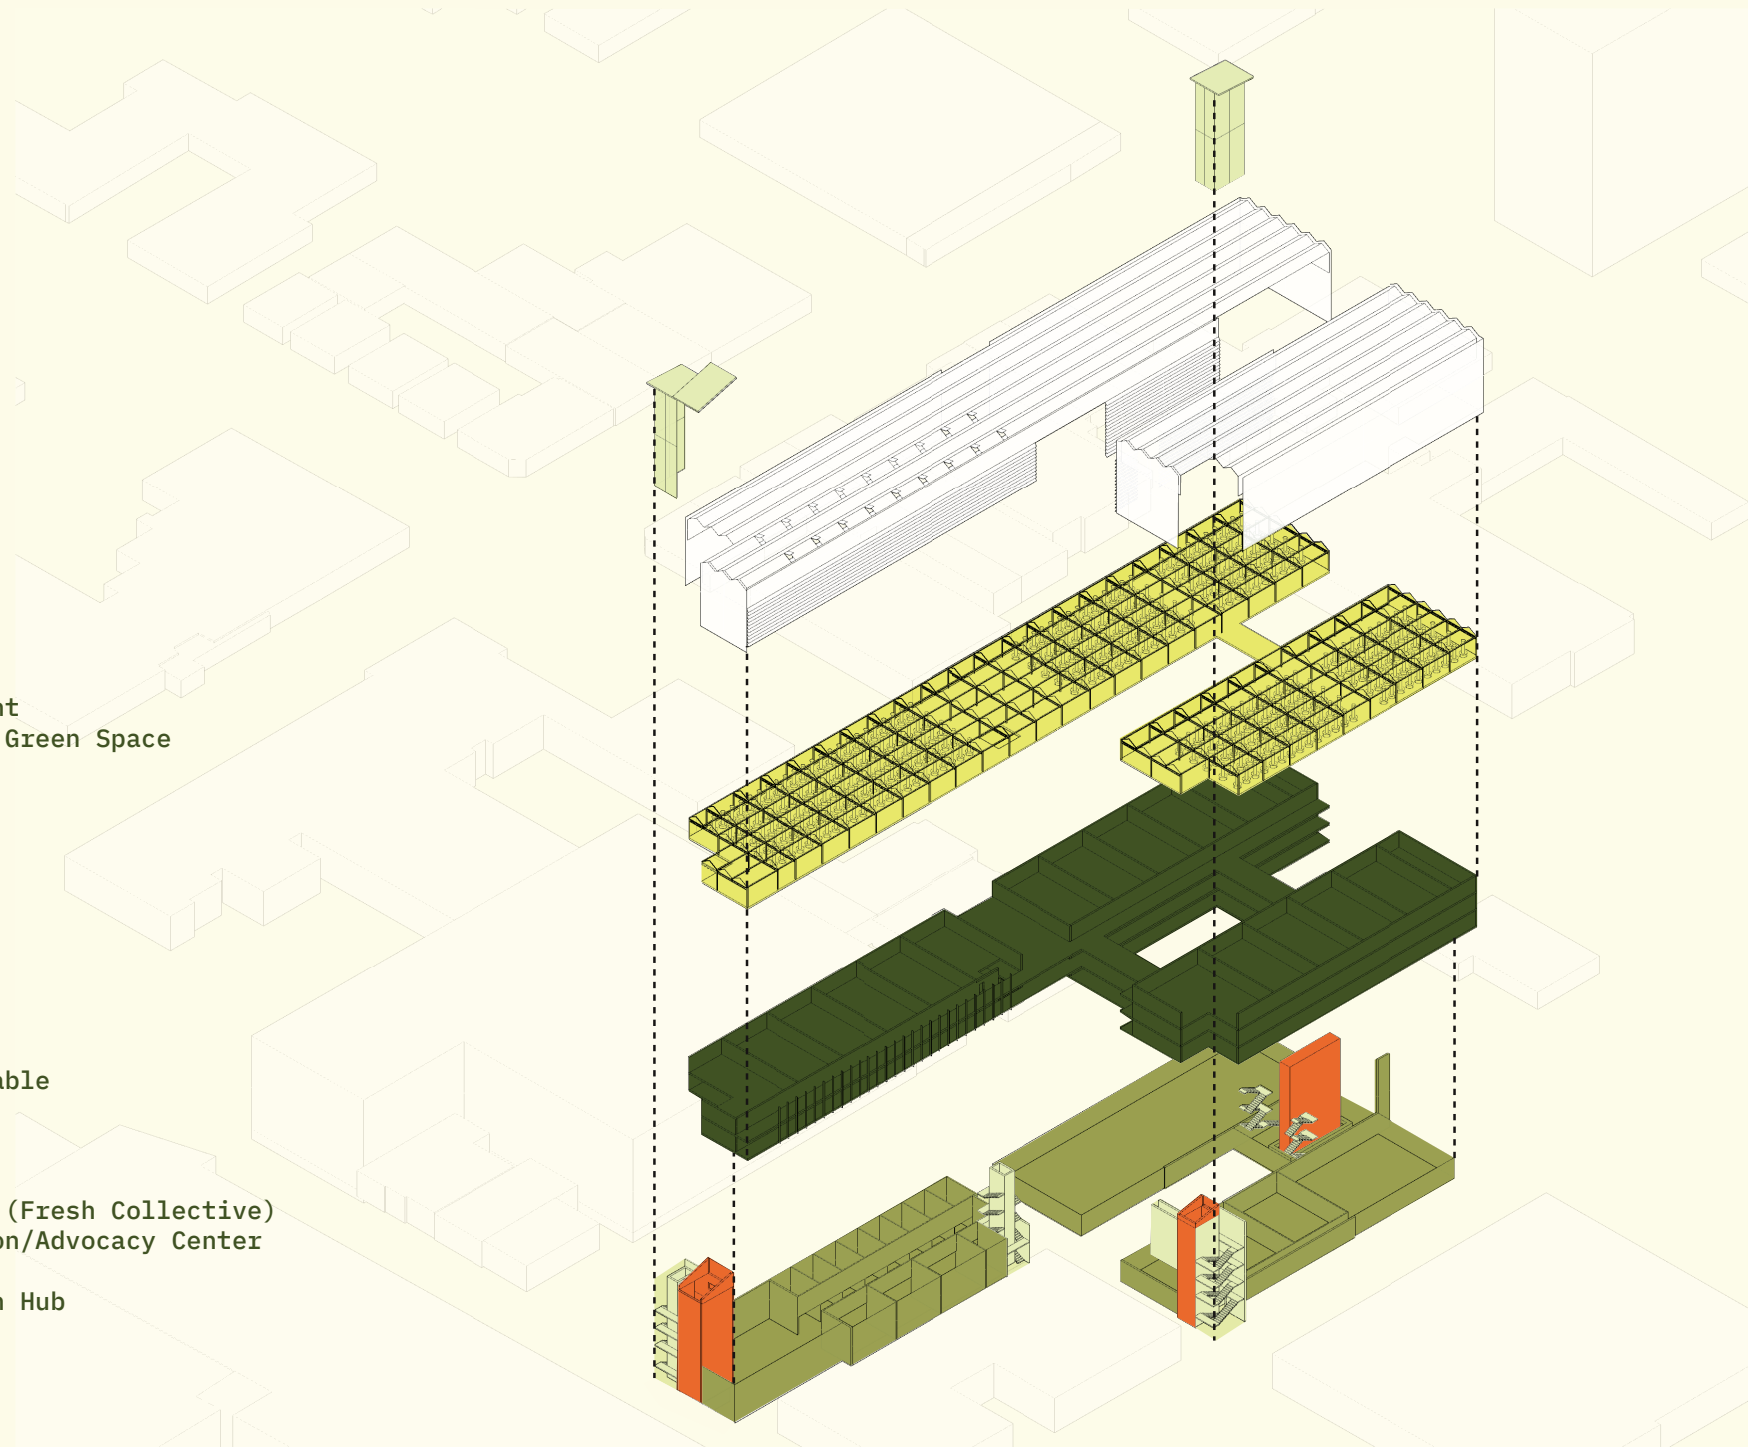 nt
Green Space
able
(Fresh Collective)
on/Advocacy Center
n Hub